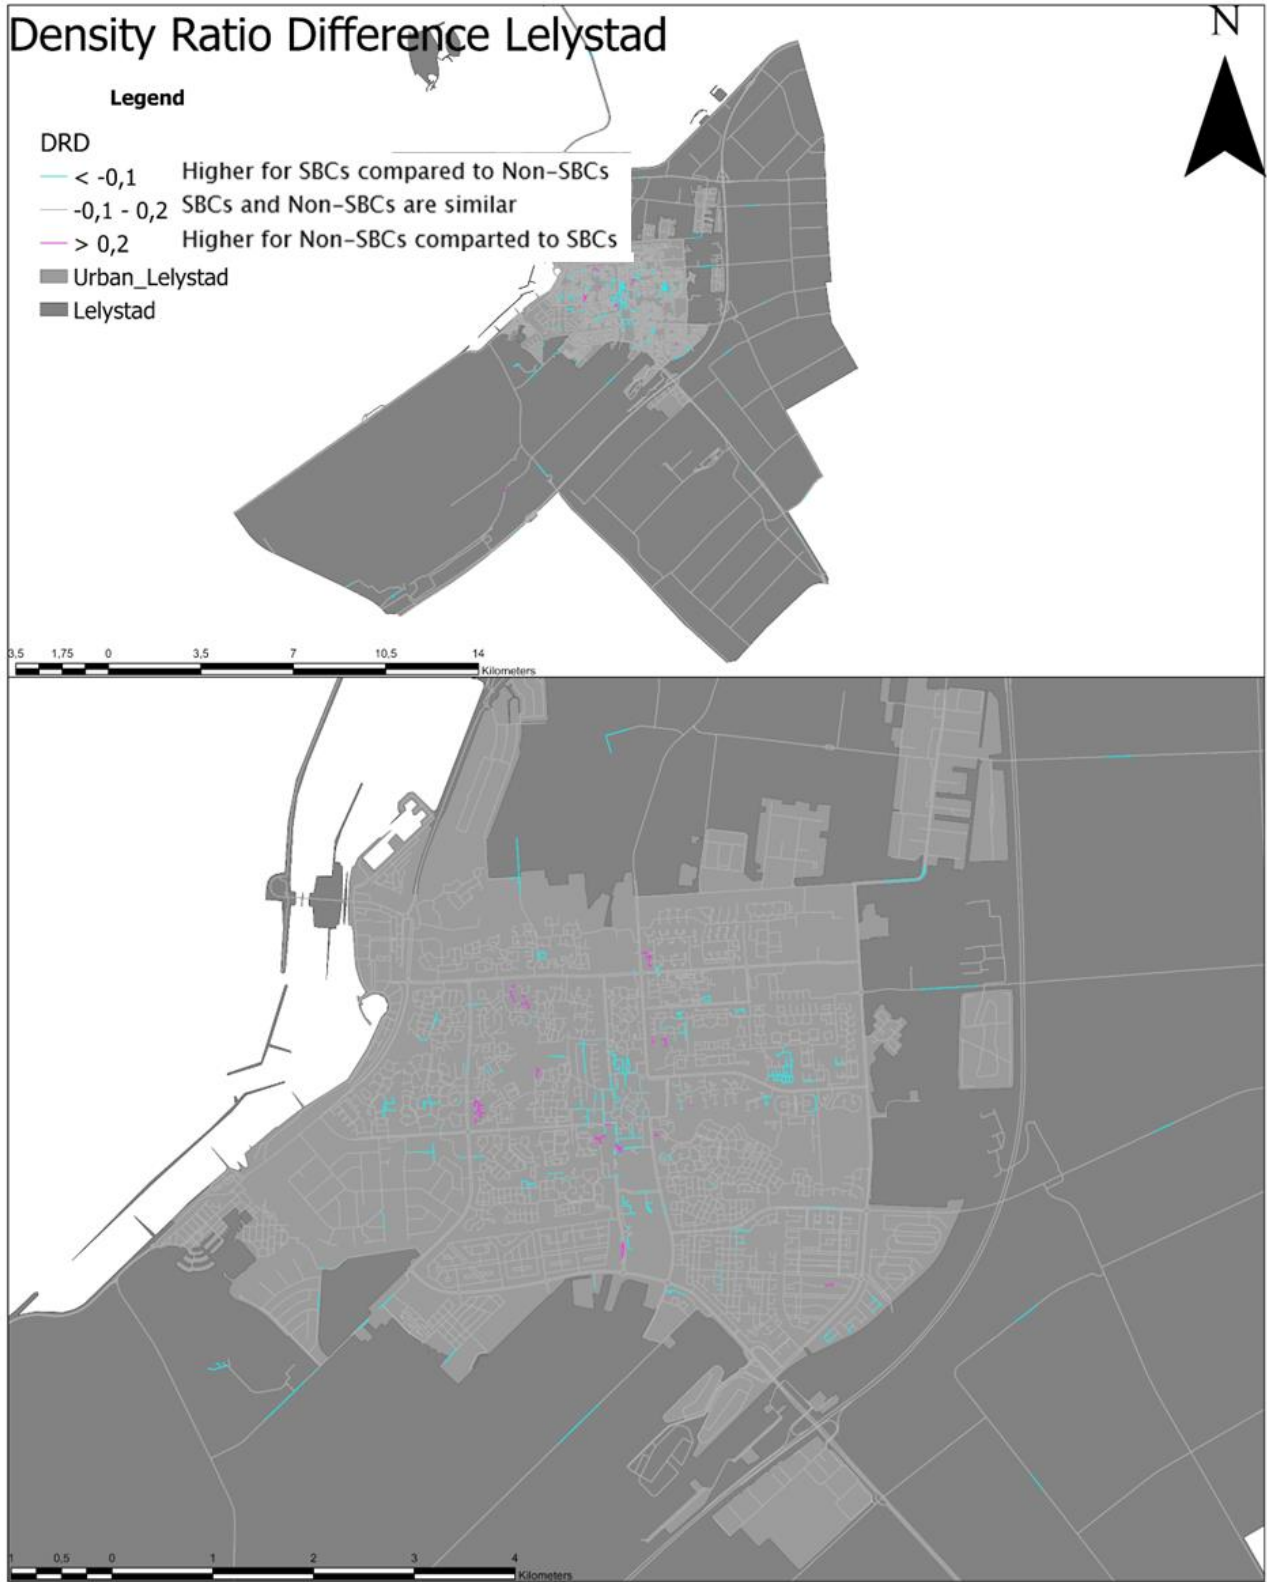 Density Ratio Difference Lelystad
N
Legend
DRD
< -0,1 Higher for SBCs compared to Non-SBCs
-0,1 - 0,2 SBCs and Non-SBCs are similar
> 0,2 Higher for Non-SBCs comparted to SBCs
Urban_Lelystad
Lelystad
3,5 1,75 0 3,5 7 10,5 14
Kilometers
1 0,5 0 1 2 3 4
Kilometers